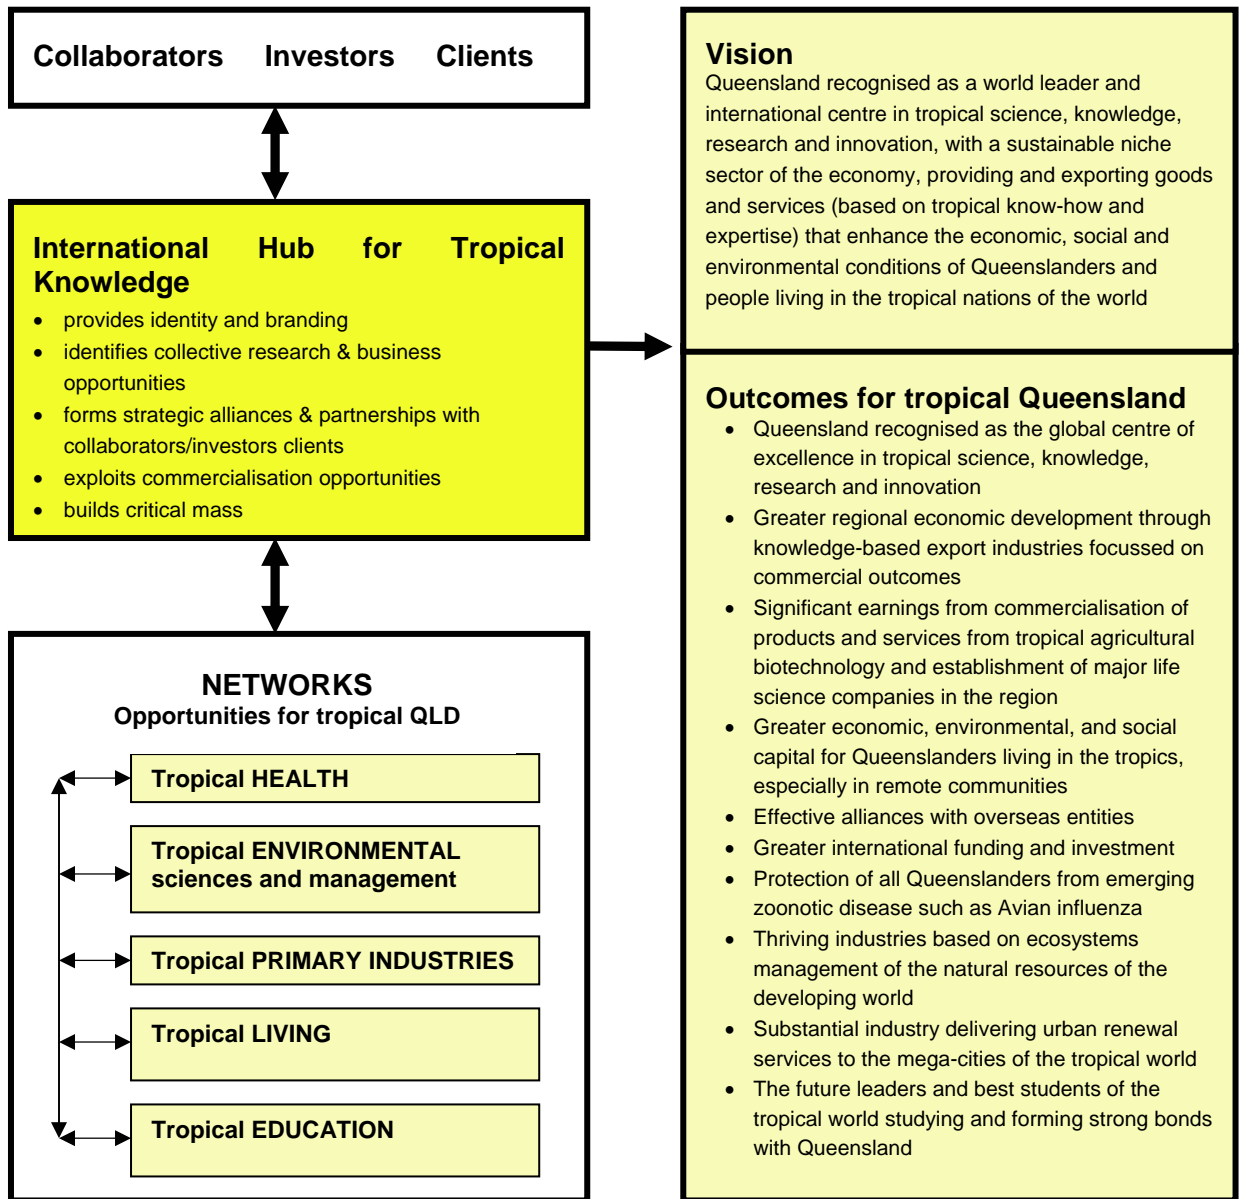 Collaborators Investors Clients
International Hub for Tropical
Knowledge
• provides identity and branding
• identifies collective research & business
opportunities
• forms strategic alliances & partnerships with
collaborators/investors clients
• exploits commercialisation opportunities
• builds critical mass
NETWORKS
Opportunities for tropical QLD
Tropical HEALTH
Tropical ENVIRONMENTAL
sciences and management
Tropical PRIMARY INDUSTRIES
Tropical LIVING
Tropical EDUCATION
Vision
Queensland recognised as a world leader and
international centre in tropical science, knowledge,
research and innovation, with a sustainable niche
sector of the economy, providing and exporting goods
and services (based on tropical know-how and
expertise) that enhance the economic, social and
environmental conditions of Queenslanders and
people living in the tropical nations of the world
Outcomes for tropical Queensland
• Queensland recognised as the global centre of
excellence in tropical science, knowledge,
research and innovation
• Greater regional economic development through
knowledge-based export industries focussed on
commercial outcomes
• Significant earnings from commercialisation of
products and services from tropical agricultural
biotechnology and establishment of major life
science companies in the region
• Greater economic, environmental, and social
capital for Queenslanders living in the tropics,
especially in remote communities
• Effective alliances with overseas entities
• Greater international funding and investment
• Protection of all Queenslanders from emerging
zoonotic disease such as Avian influenza
• Thriving industries based on ecosystems
management of the natural resources of the
developing world
• Substantial industry delivering urban renewal
services to the mega-cities of the tropical world
• The future leaders and best students of the
tropical world studying and forming strong bonds
with Queensland